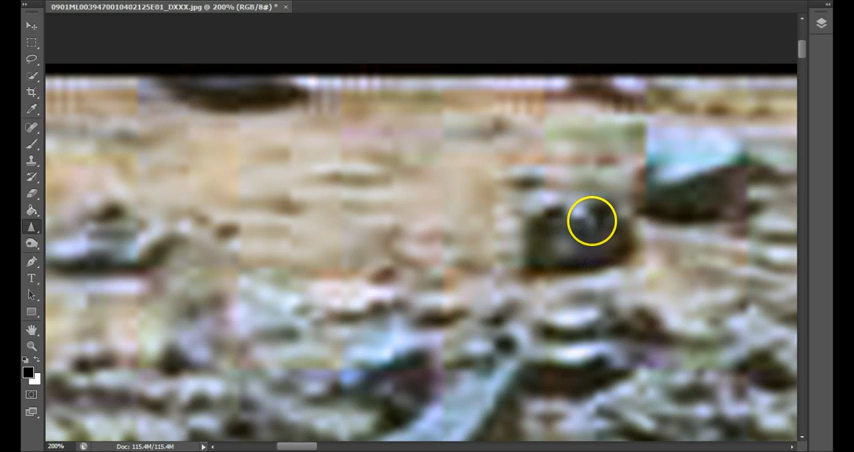 0901ML0039470010402125E01_DXXX.jpg @ 200% (RGB/8#) * ×
200% Doc: 115.4M/115.4M